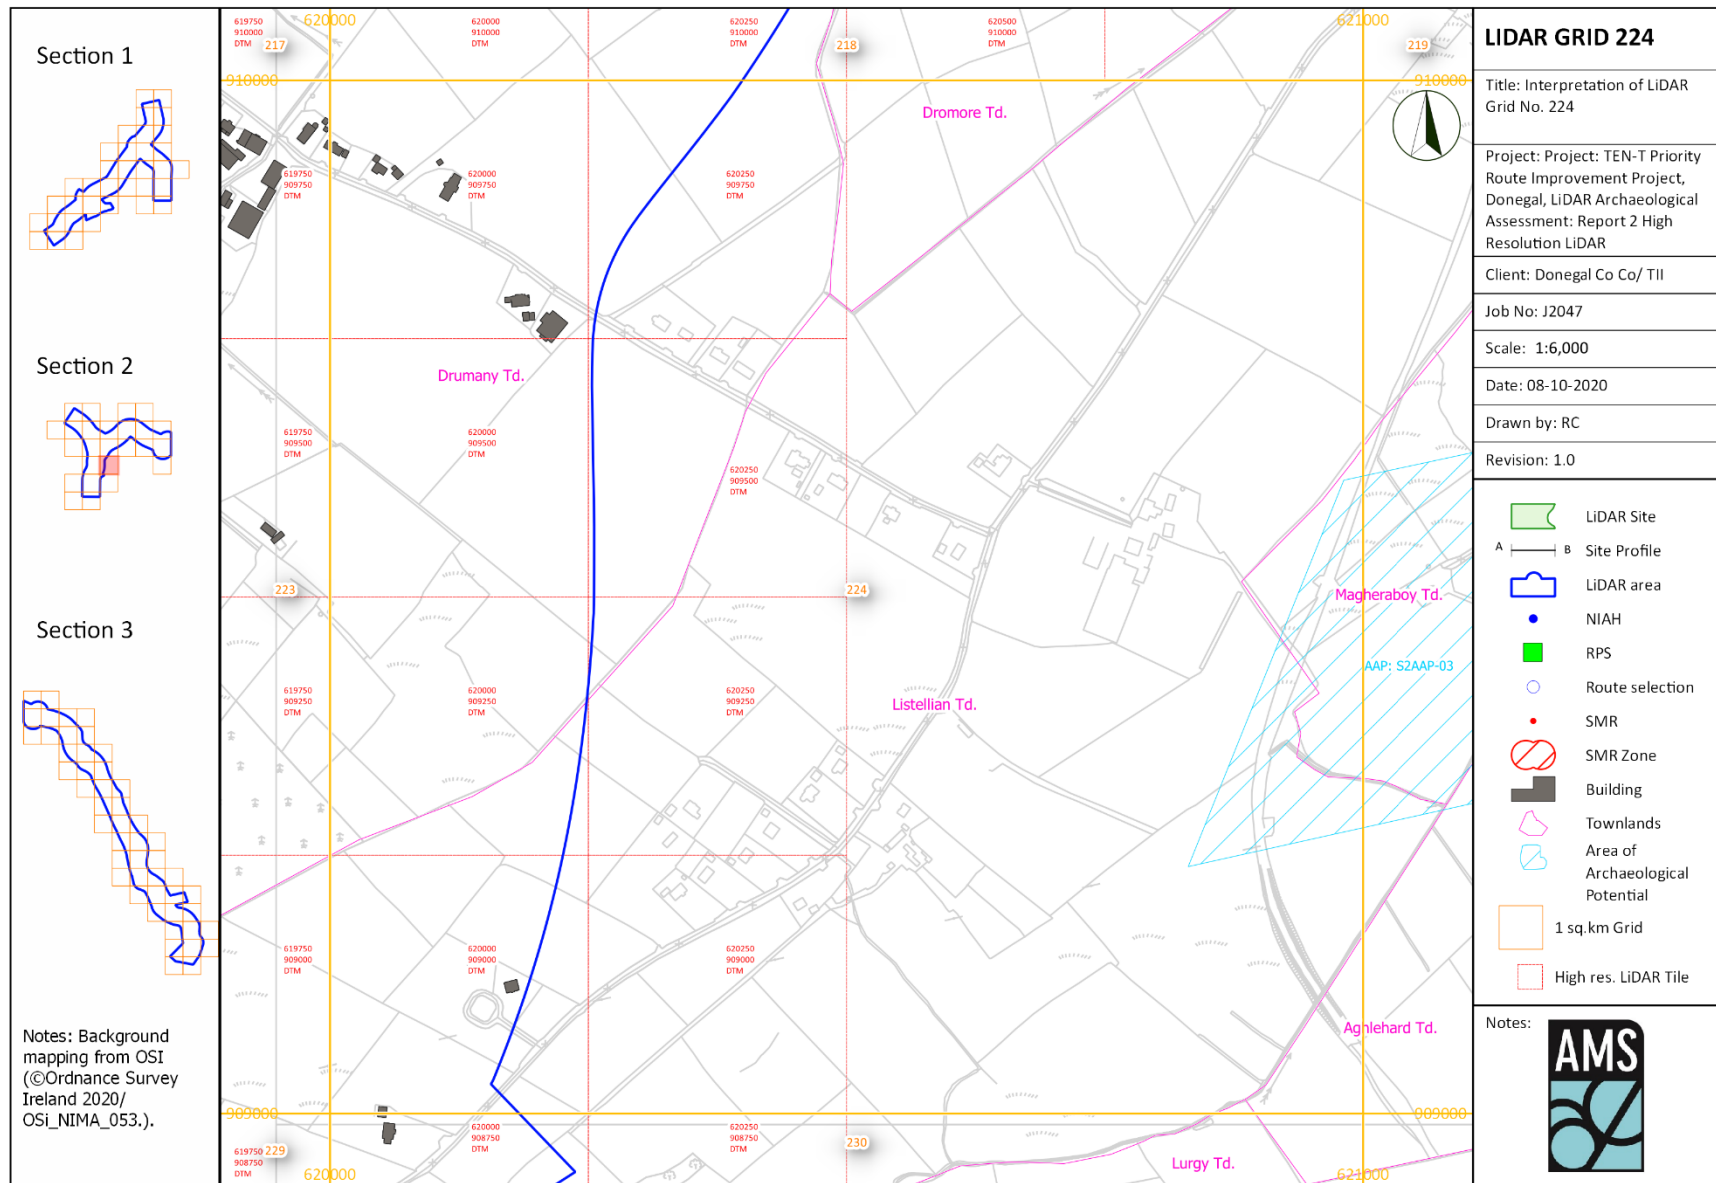 Section 1
Section 2
Section 3
Notes: Background
mapping from OSI
(©Ordnance Survey
Ireland 2020/
OSi_NIMA_053.).
619750
910000
DTM
217
620000
620000
910000
DTM
620250
910000
DTM
218
620500
910000
DTM
621000
219
910000
910000
Dromore Td.
619750
909750
DTM
620000
909750
DTM
620250
909750
DTM
Drumany Td.
619750
909500
DTM
620000
909500
DTM
620250
909500
DTM
223
224
Magheraboy Td.
AAP: S2AAP-03
619750
909250
DTM
620000
909250
DTM
620250
909250
DTM
Listellian Td.
619750
909000
DTM
620000
909000
DTM
620250
909000
DTM
Aghlehard Td.
909000
909000
619750
908750
DTM
229
620000
908750
DTM
620250
908750
DTM
230
Lurgy Td.
620000
621000
LIDAR GRID 224
Title: Interpretation of LiDAR
Grid No. 224
Project: Project: TEN-T Priority
Route Improvement Project,
Donegal, LiDAR Archaeological
Assessment: Report 2 High
Resolution LiDAR
Client: Donegal Co Co/ TII
Job No: J2047
Scale: 1:6,000
Date: 08-10-2020
Drawn by: RC
Revision: 1.0
LiDAR Site
A B Site Profile
LiDAR area
NIAH
RPS
Route selection
SMR
SMR Zone
Building
Townlands
Area of
Archaeological
Potential
1 sq.km Grid
High res. LiDAR Tile
Notes:
AMS